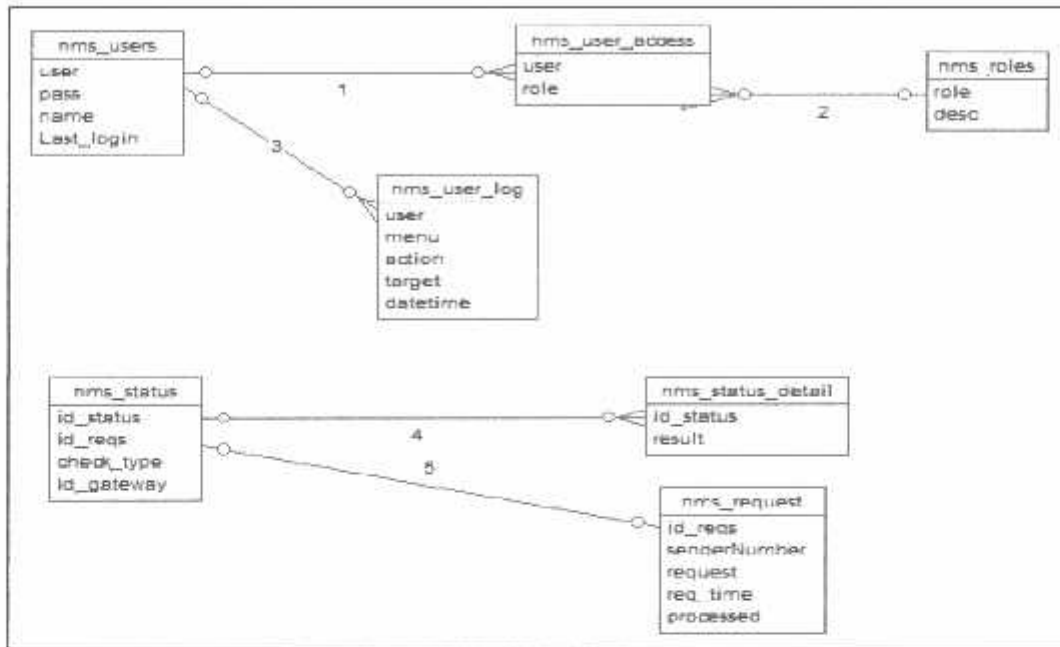 nms_users
user
pass
name
Last_login
1
nms_user_access
user
role
2
nms_roles
role
desc
3
nms_user_log
user
menu
action
target
datetime
nms_status
id_status
id_reqs
check_type
kd_gateway
4
nms_status_detail
id_status
result
5
nms_request
id_reqs
senderNumber
request
req_time
processed